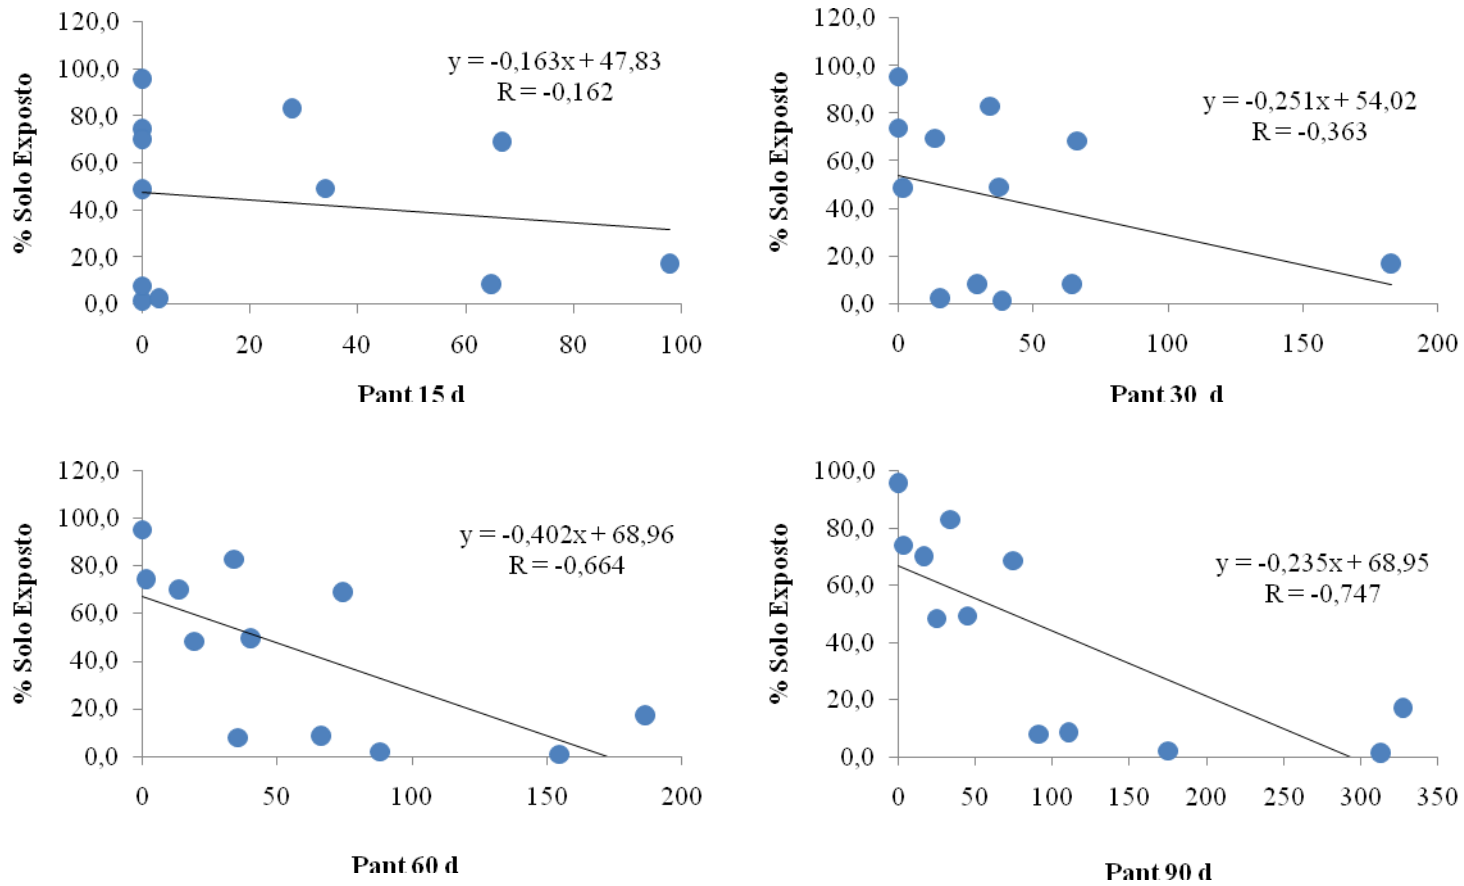 120,0
100,0
80,0
60,0
40,0
20,0
0,0
% Solo Exposto
y = -0,163x + 47,83
R = -0,162
0 20 40 60 80 100
Pant 15 d
120,0
100,0
80,0
60,0
40,0
20,0
0,0
% Solo Exposto
y = -0,251x + 54,02
R = -0,363
0 50 100 150 200
Pant 30 d
120,0
100,0
80,0
60,0
40,0
20,0
0,0
% Solo Exposto
y = -0,402x + 68,96
R = -0,664
0 50 100 150 200
Pant 60 d
100,0
80,0
60,0
40,0
20,0
0,0
% Solo Exposto
y = -0,235x + 68,95
R = -0,747
0 50 100 150 200 250 300 350
Pant 90 d